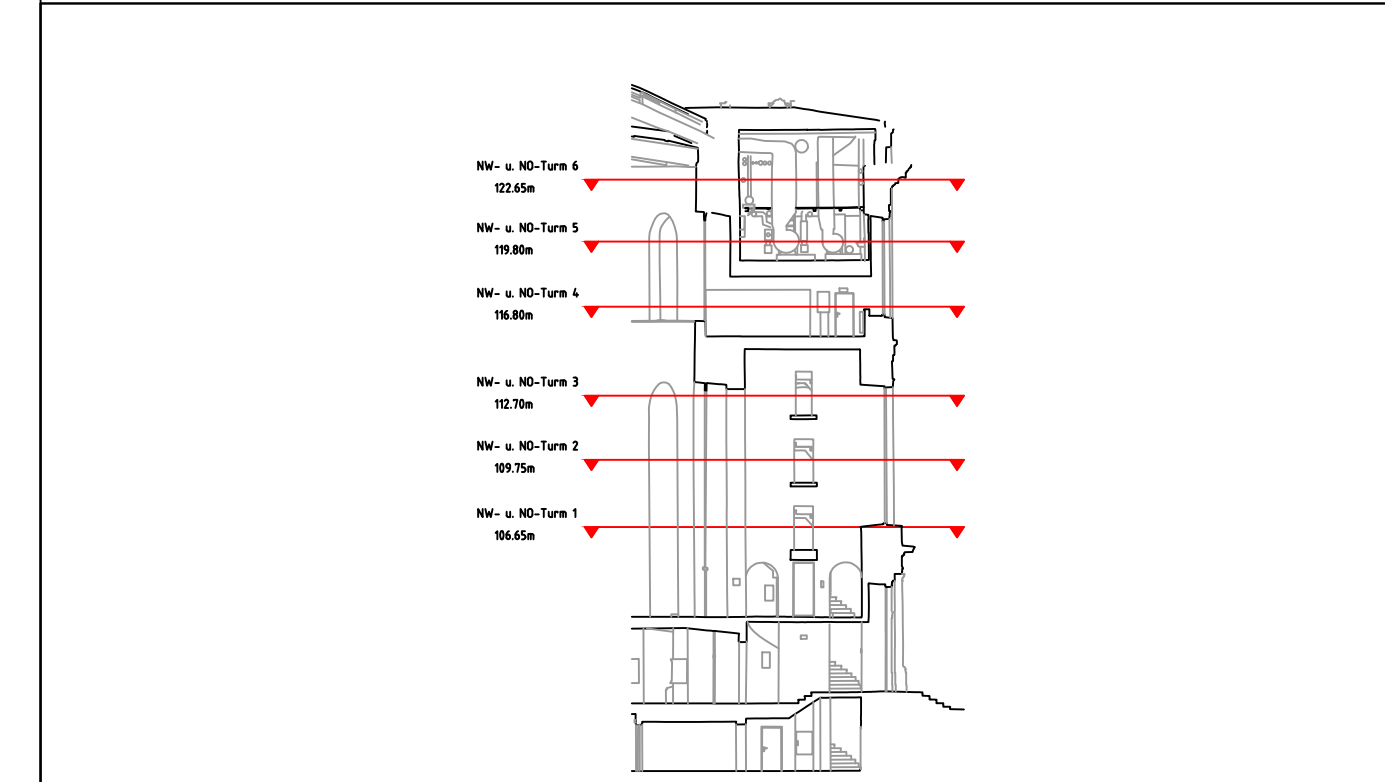 NW- u. NO-Turm 6
122.65m
NW- u. NO-Turm 5
119.80m
NW- u. NO-Turm 4
116.80m
NW- u. NO-Turm 3
112.70m
NW- u. NO-Turm 2
109.75m
NW- u. NO-Turm 1
106.65m